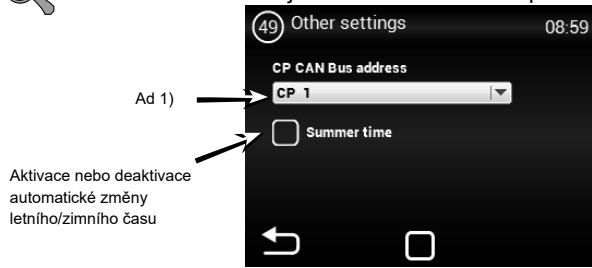 49 Other settings 08:59
CP CAN Bus address
CP 1
Ad 1)
Summer time
Aktivace nebo deaktivace
automatické změny
letního/zimního času